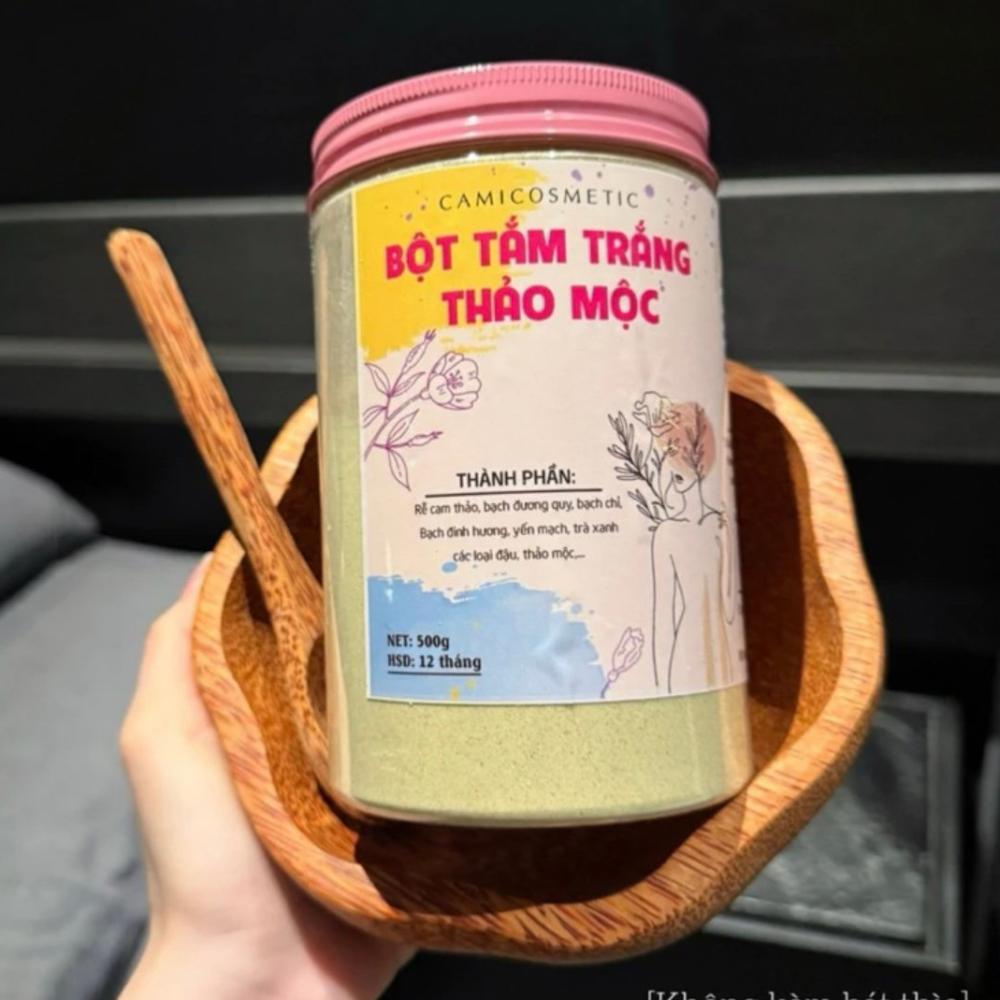 CAMICOSMETIC
BỘT TẮM TRẮNG
THẢO MỘC
THÀNH PHẦN:
Rễ cam thảo, bạch đương quy, bạch chỉ,
Bạch đinh hương, yến mạch, trà xanh
các loại đậu, thảo mộc,...
NET: 500g
HSD: 12 tháng